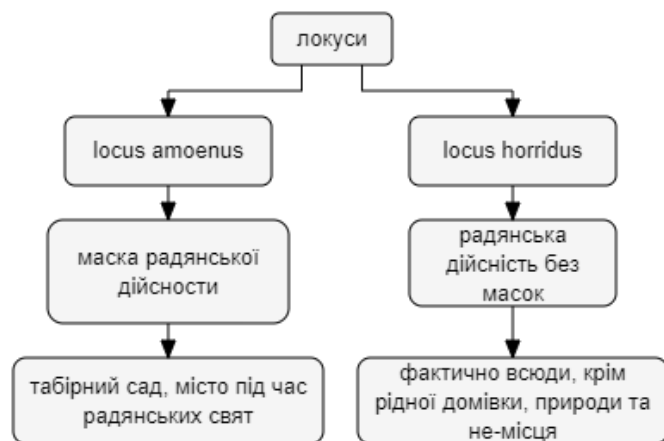 локуси
locus amoenus
locus horridus
маска радянської
дійсности
радянська
дійсність без
масок
табірний сад, місто під час
радянських свят
фактично всюди, крім
рідної домівки, природи та
не-місця